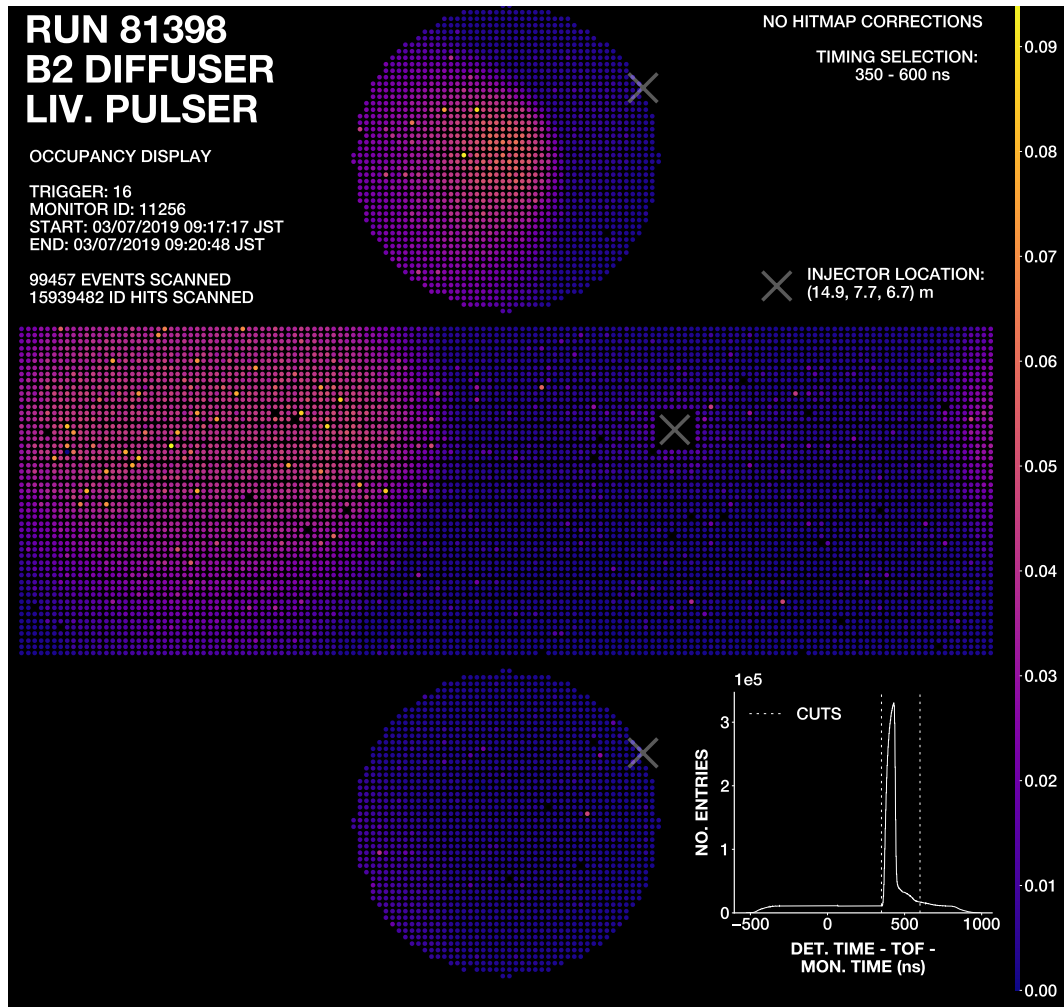 RUN 81398
B2 DIFFUSER
LIV. PULSER
OCCUPANCY DISPLAY
TRIGGER: 16
MONITOR ID: 11256
START: 03/07/2019 09:17:17 JST
END: 03/07/2019 09:20:48 JST
99457 EVENTS SCANNED
15939482 ID HITS SCANNED
NO HITMAP CORRECTIONS
TIMING SELECTION:
350 - 600 ns
INJECTOR LOCATION:
(14.9, 7.7, 6.7) m
0.09
0.08
0.07
0.06
0.05
0.04
0.03
0.02
0.01
0.00
1e5
CUTS
NO. ENTRIES
3
2
1
0
−500
0
500
1000
DET. TIME - TOF -
MON. TIME (ns)